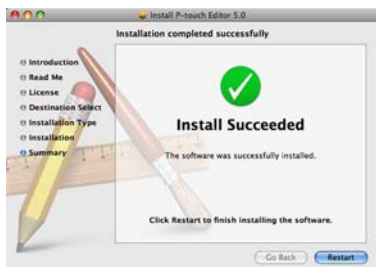 Install P-touch Editor 5.0
Installation completed successfully
Introduction
Read Me
License
Destination Select
Installation Type
Installation
Summary
Install Succeeded
The software was successfully installed.
Click Restart to finish installing the software.
Go Back
Restart